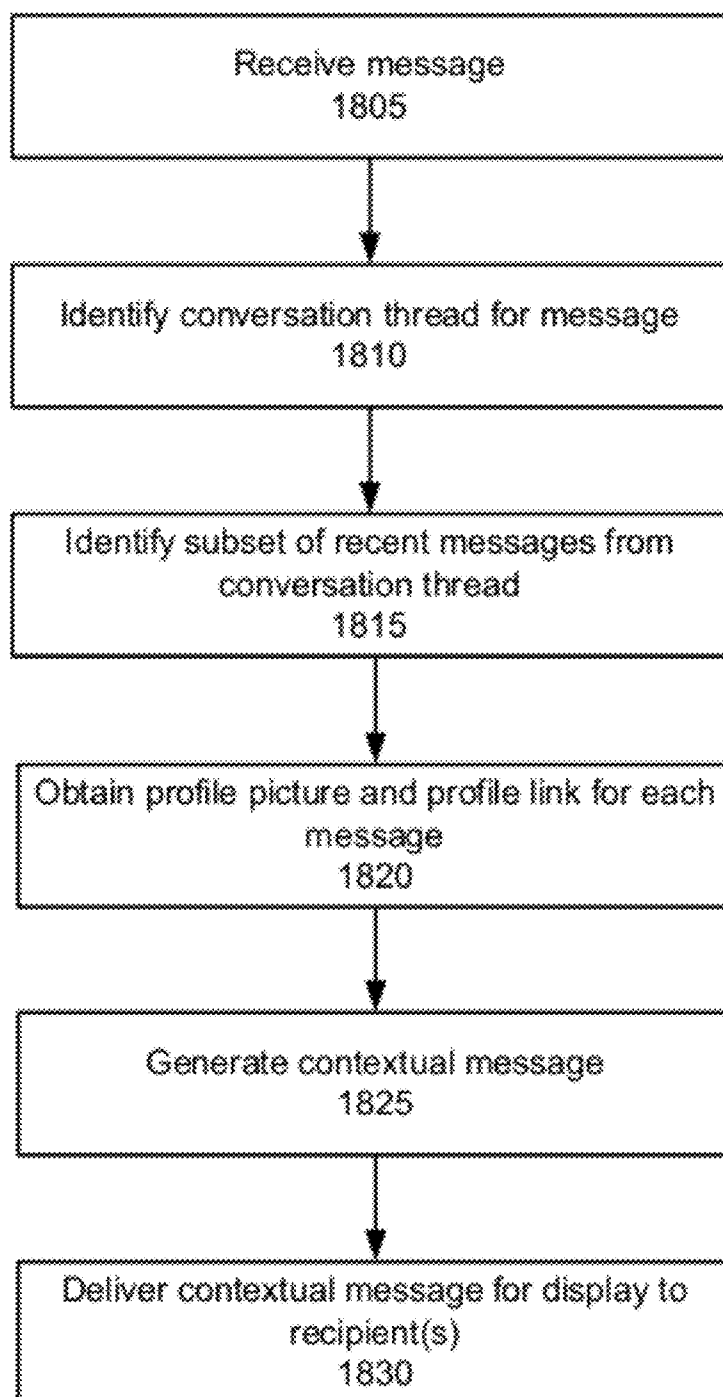 Receive message
1805
Identify conversation thread for message
1810
Identify subset of recent messages from
conversation thread
1815
Obtain profile picture and profile link for each
message
1820
Generate contextual message
1825
Deliver contextual message for display to
recipient(s)
1830